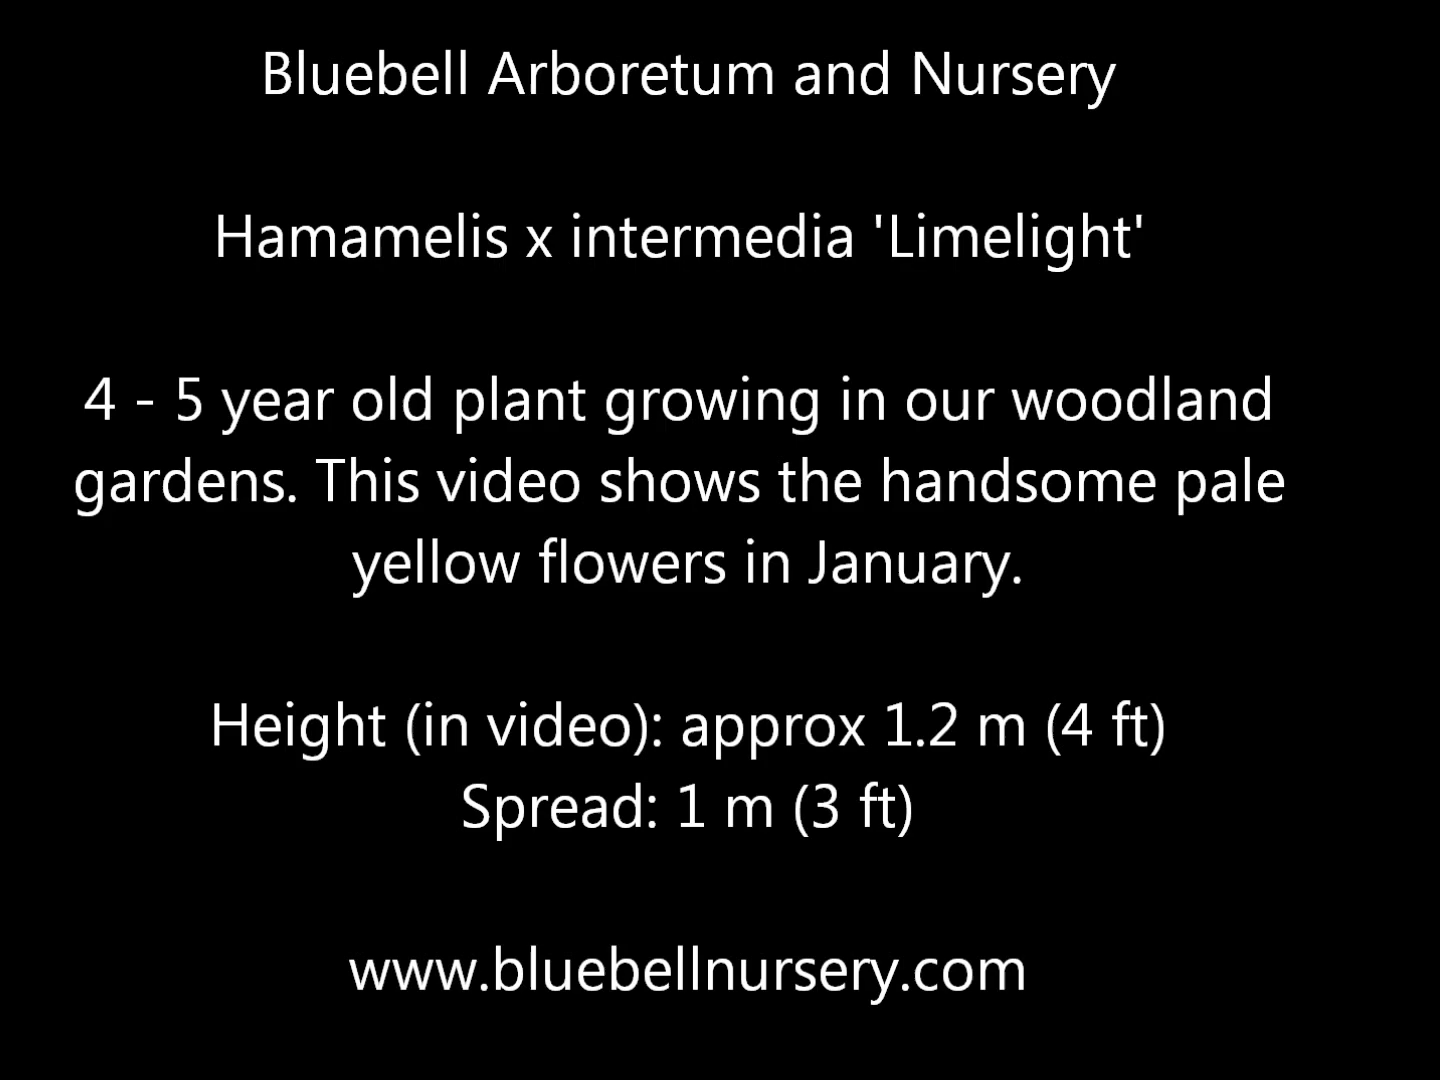 Bluebell Arboretum and Nursery
Hamamelis x intermedia 'Limelight'
4 - 5 year old plant growing in our woodland
gardens. This video shows the handsome pale
yellow flowers in January.
Height (in video): approx 1.2 m (4 ft)
Spread: 1 m (3 ft)
www.bluebellnursery.com